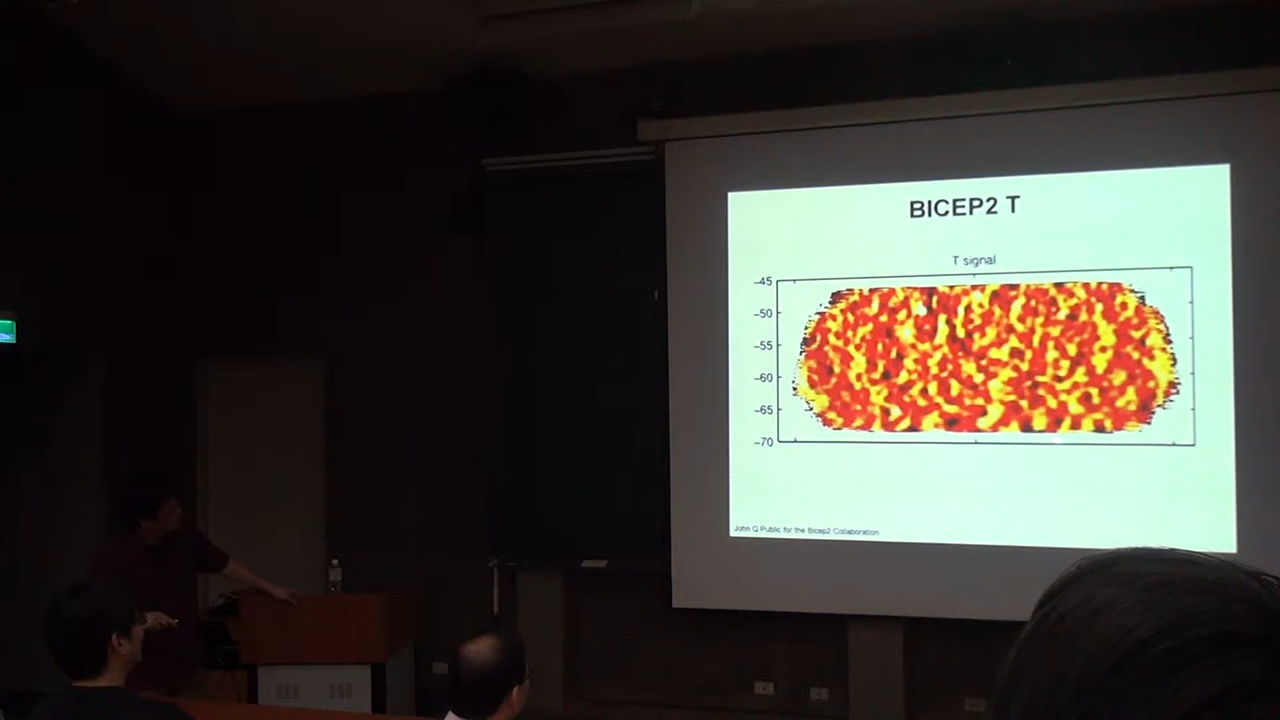 BICEP2 T
T signal
−45
−50
−55
−60
−65
−70
John Q Public for the Bicep2 Collaboration